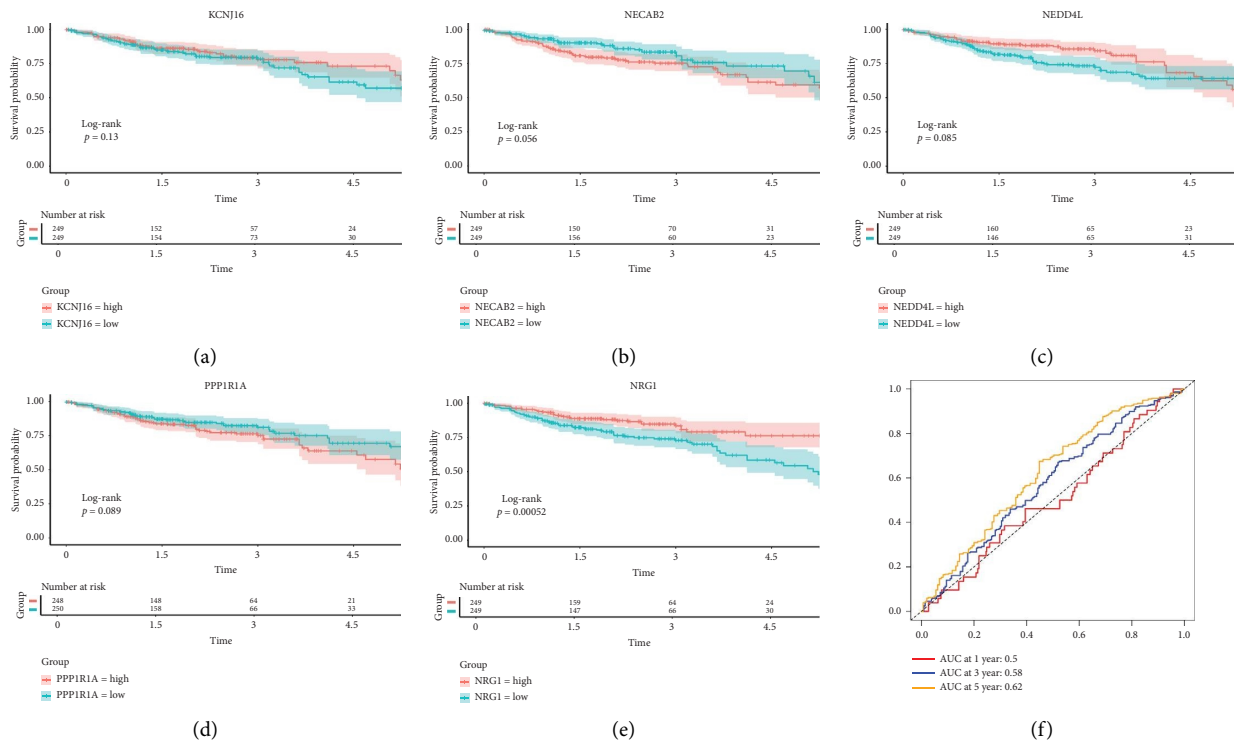 KCNJ16
1.00
0.75
0.50
0.25
0.00
Survival probability
Log-rank
p = 0.13
0 1.5 3 4.5
Time
Number at risk
Group
249 152 57 24
249 154 73 30
0 1.5 3 4.5
Time
Group
KCNJ16 = high
KCNJ16 = low
(a)
NECAB2
1.00
0.75
0.50
0.25
0.00
Survival probability
Log-rank
p = 0.056
0 1.5 3 4.5
Time
Number at risk
Group
249 150 70 31
249 156 60 23
0 1.5 3 4.5
Time
Group
NECAB2 = high
NECAB2 = low
(b)
NEDD4L
1.00
0.75
0.50
0.25
0.00
Survival probability
Log-rank
p = 0.085
0 1.5 3 4.5
Time
Number at risk
Group
249 160 65 23
249 146 65 31
0 1.5 3 4.5
Time
Group
NEDD4L = high
NEDD4L = low
(c)
PPP1R1A
1.00
0.75
0.50
0.25
0.00
Survival probability
Log-rank
p = 0.089
0 1.5 3 4.5
Time
Number at risk
Group
248 148 64 21
250 158 66 33
0 1.5 3 4.5
Time
Group
PPP1R1A = high
PPP1R1A = low
(d)
NRG1
1.00
0.75
0.50
0.25
0.00
Survival probability
Log-rank
p = 0.00052
0 1.5 3 4.5
Time
Number at risk
Group
249 159 64 24
249 147 66 30
0 1.5 3 4.5
Time
Group
NRG1 = high
NRG1 = low
(e)
1.0
0.8
0.6
0.4
0.2
0.0
0.0 0.2 0.4 0.6 0.8 1.0
AUC at 1 year: 0.5
AUC at 3 year: 0.58
AUC at 5 year: 0.62
(f)